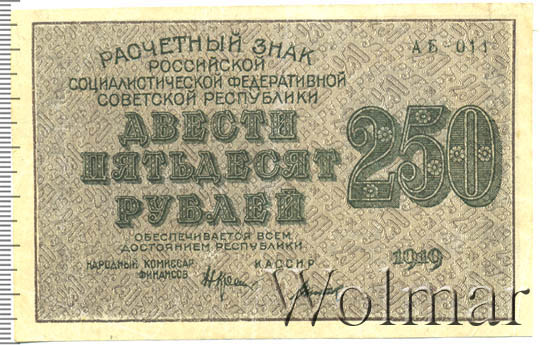 РАСЧЕТНЫЙ ЗНАК
АБ-011
РОССИЙСКОЙ
СОЦИАЛИСТИЧЕСКОЙ ФЕДЕРАТИВНОЙ
СОВЕТСКОЙ РЕСПУБЛИКИ
ДВЕСТИ
ПЯТЬДЕСЯТ
РУБЛЕЙ
250
ОБЕСПЕЧИВАЕТСЯ ВСЕМ
ДОСТОЯНИЕМ РЕСПУБЛИКИ
НАРОДНЫЙ КОМИССАР
ФИНАНСОВ
КАССИР
1919
Wolmar